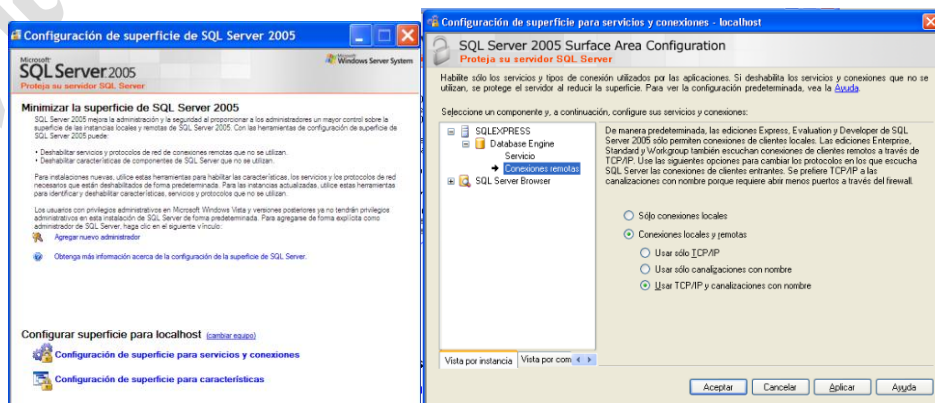 Configuración de superficie de SQL Server 2005
Microsoft
SQL Server 2005
Proteja su servidor SQL Server
Microsoft
Windows Server System
Minimizar la superficie de SQL Server 2005
SQL Server 2005 mejora la administración y la seguridad al proporcionar a los administradores un mayor control sobre la
superficie de las instancias locales y remotas de SQL Server 2005. Con las herramientas de configuración de superficie de
SQL Server 2005 puede:
• Deshabilitar servicios y protocolos de red de conexiones remotas que no se utilizan.
• Deshabilitar características de componentes de SQL Server que no se utilizan.
Para instalaciones nuevas, utilice estas herramientas para habilitar las características, los servicios y los protocolos de red
necesarios que están deshabilitados de forma predeterminada. Para las instancias actualizadas, utilice estas herramientas
para identificar y deshabilitar características, servicios y protocolos que no se utilizan.
Los usuarios con privilegios administrativos en Microsoft Windows Vista y versiones posteriores ya no tendrán privilegios
administrativos en esta instalación de SQL Server de forma predeterminada. Para agregarse de forma explícita como
administrador de SQL Server, haga clic en el siguiente vínculo:
Agregar nuevo administrador
Obtenga más información acerca de la configuración de la superficie de SQL Server.
Configurar superficie para localhost (cambiar equipo)
Configuración de superficie para servicios y conexiones
Configuración de superficie para características
Configuración de superficie para servicios y conexiones - localhost
SQL Server 2005 Surface Area Configuration
Proteja su servidor SQL Server
Habilite sólo los servicios y tipos de conexión utilizados por las aplicaciones. Si deshabilita los servicios y conexiones que no se
utilizan, se protege el servidor al reducir la superficie. Para ver la configuración predeterminada, vea la Ayuda.
Seleccione un componente y, a continuación, configure sus servicios y conexiones:
SQLEXPRESS
Database Engine
Servicio
Conexiones remotas
SQL Server Browser
Vista por instancia
Vista por com
De manera predeterminada, las ediciones Express, Evaluation y Developer de SQL
Server 2005 sólo permiten conexiones de clientes locales. Las ediciones Enterprise,
Standard y Workgroup también escuchan conexiones de clientes remotos a través de
TCP/IP. Use las siguientes opciones para cambiar los protocolos en los que escucha
SQL Server las conexiones de clientes entrantes. Se prefiere TCP/IP a las
canalizaciones con nombre porque requiere abrir menos puertos a través del firewall.
Sólo conexiones locales
Conexiones locales y remotas
Usar sólo TCP/IP
Usar sólo canalizaciones con nombre
Usar TCP/IP y canalizaciones con nombre
Aceptar
Cancelar
Aplicar
Ayuda